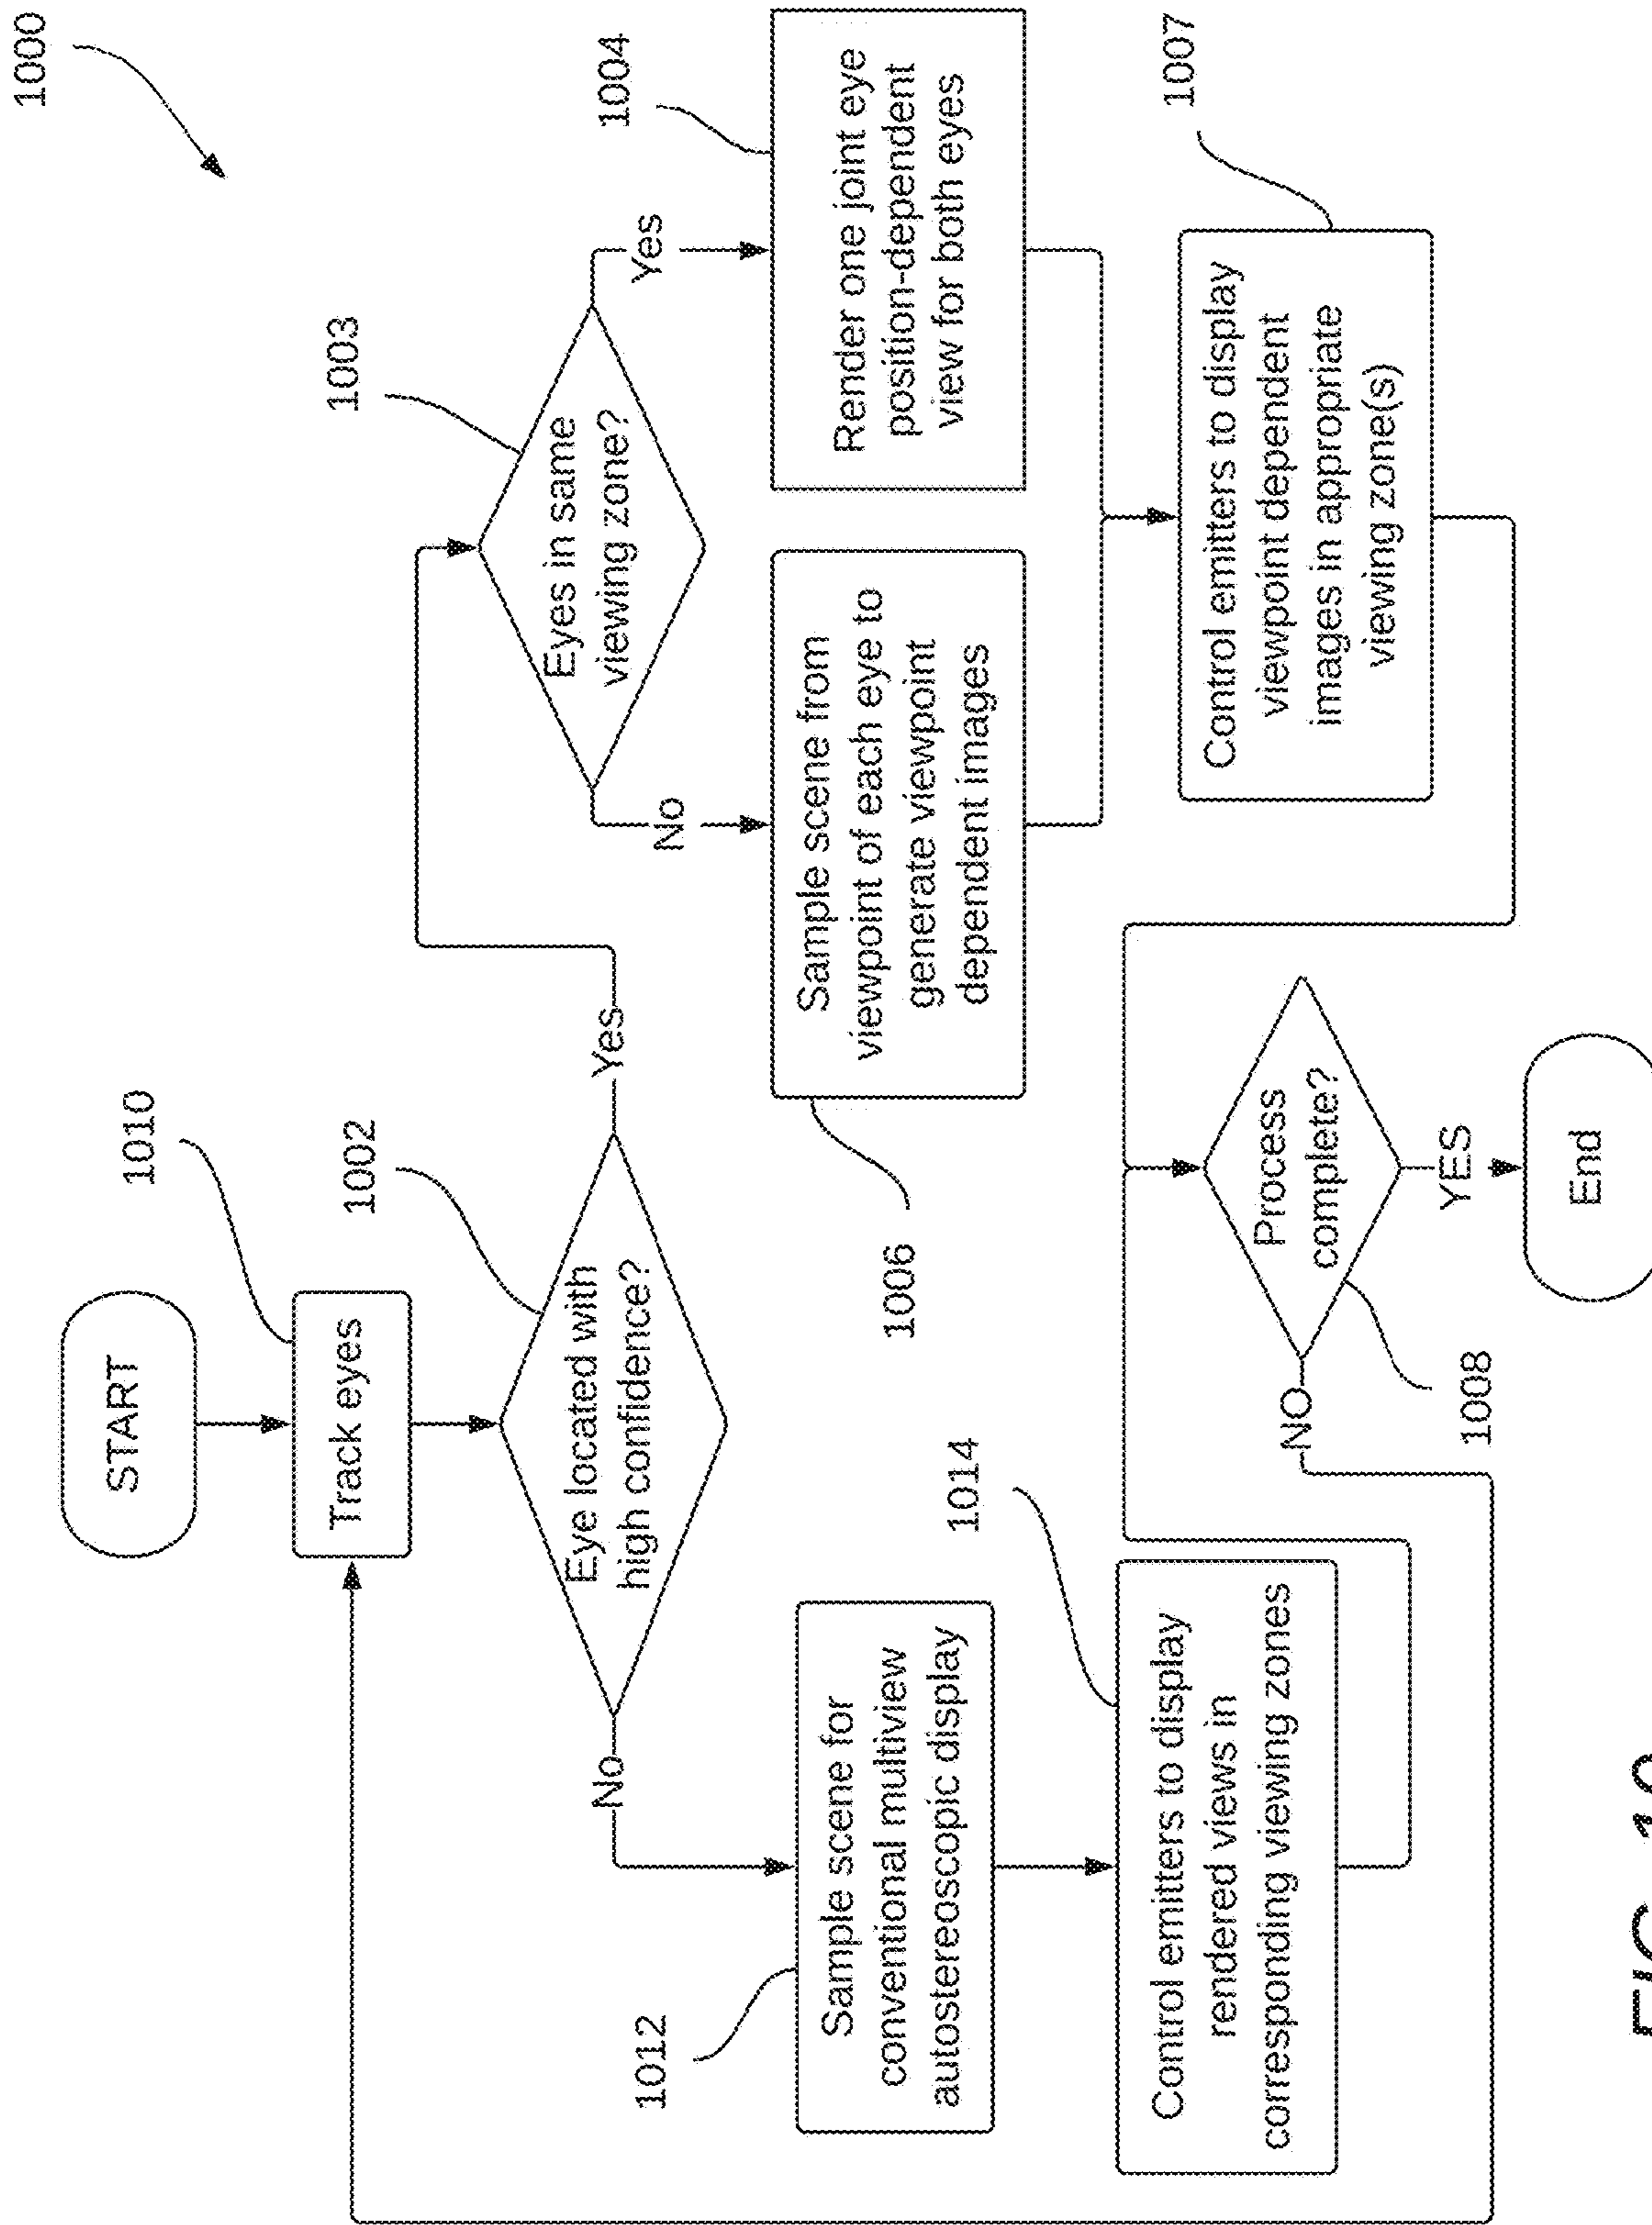 1000
START
1010
Track eyes
1002
Eye located with
high confidence?
No
Yes
1003
Eyes in same
viewing zone?
No
Yes
1012
Sample scene for
conventional multiview
autostereoscopic display
1006
Sample scene from
viewpoint of each eye to
generate viewpoint
dependent images
1004
Render one joint eye
position-dependent
view for both eyes
1014
Control emitters to display
rendered views in
corresponding viewing zones
1007
Control emitters to display
viewpoint dependent
images in appropriate
viewing zone(s)
Process
complete?
1008
NO
YES
End